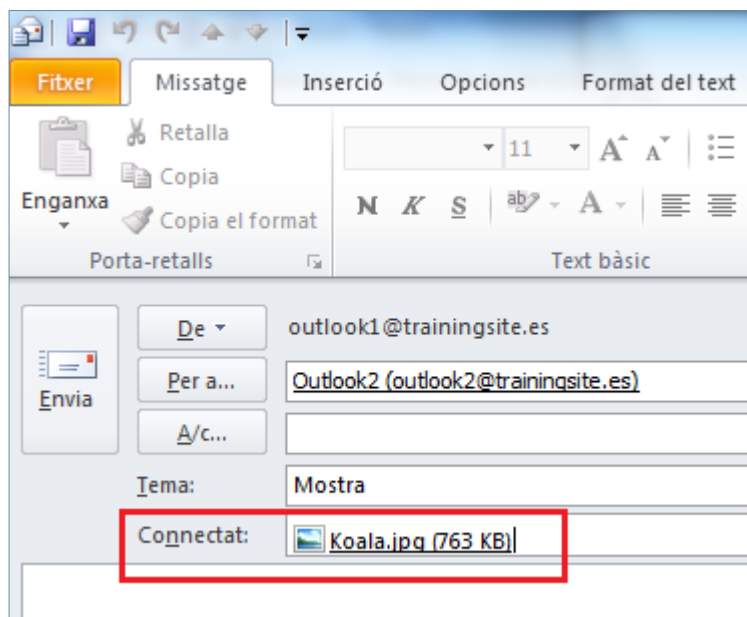 Fitxer Missatge Inserció Opcions Format del text
Retalla
Copia
Enganxa
Copia el format
11 A A
N K S ab A
Porta-retalls Text bàsic
De outlook1@trainingsite.es
Envia
Per a... Outlook2 (outlook2@trainingsite.es)
A/c...
Tema: Mostra
Connectat: Koala.jpg (763 KB)